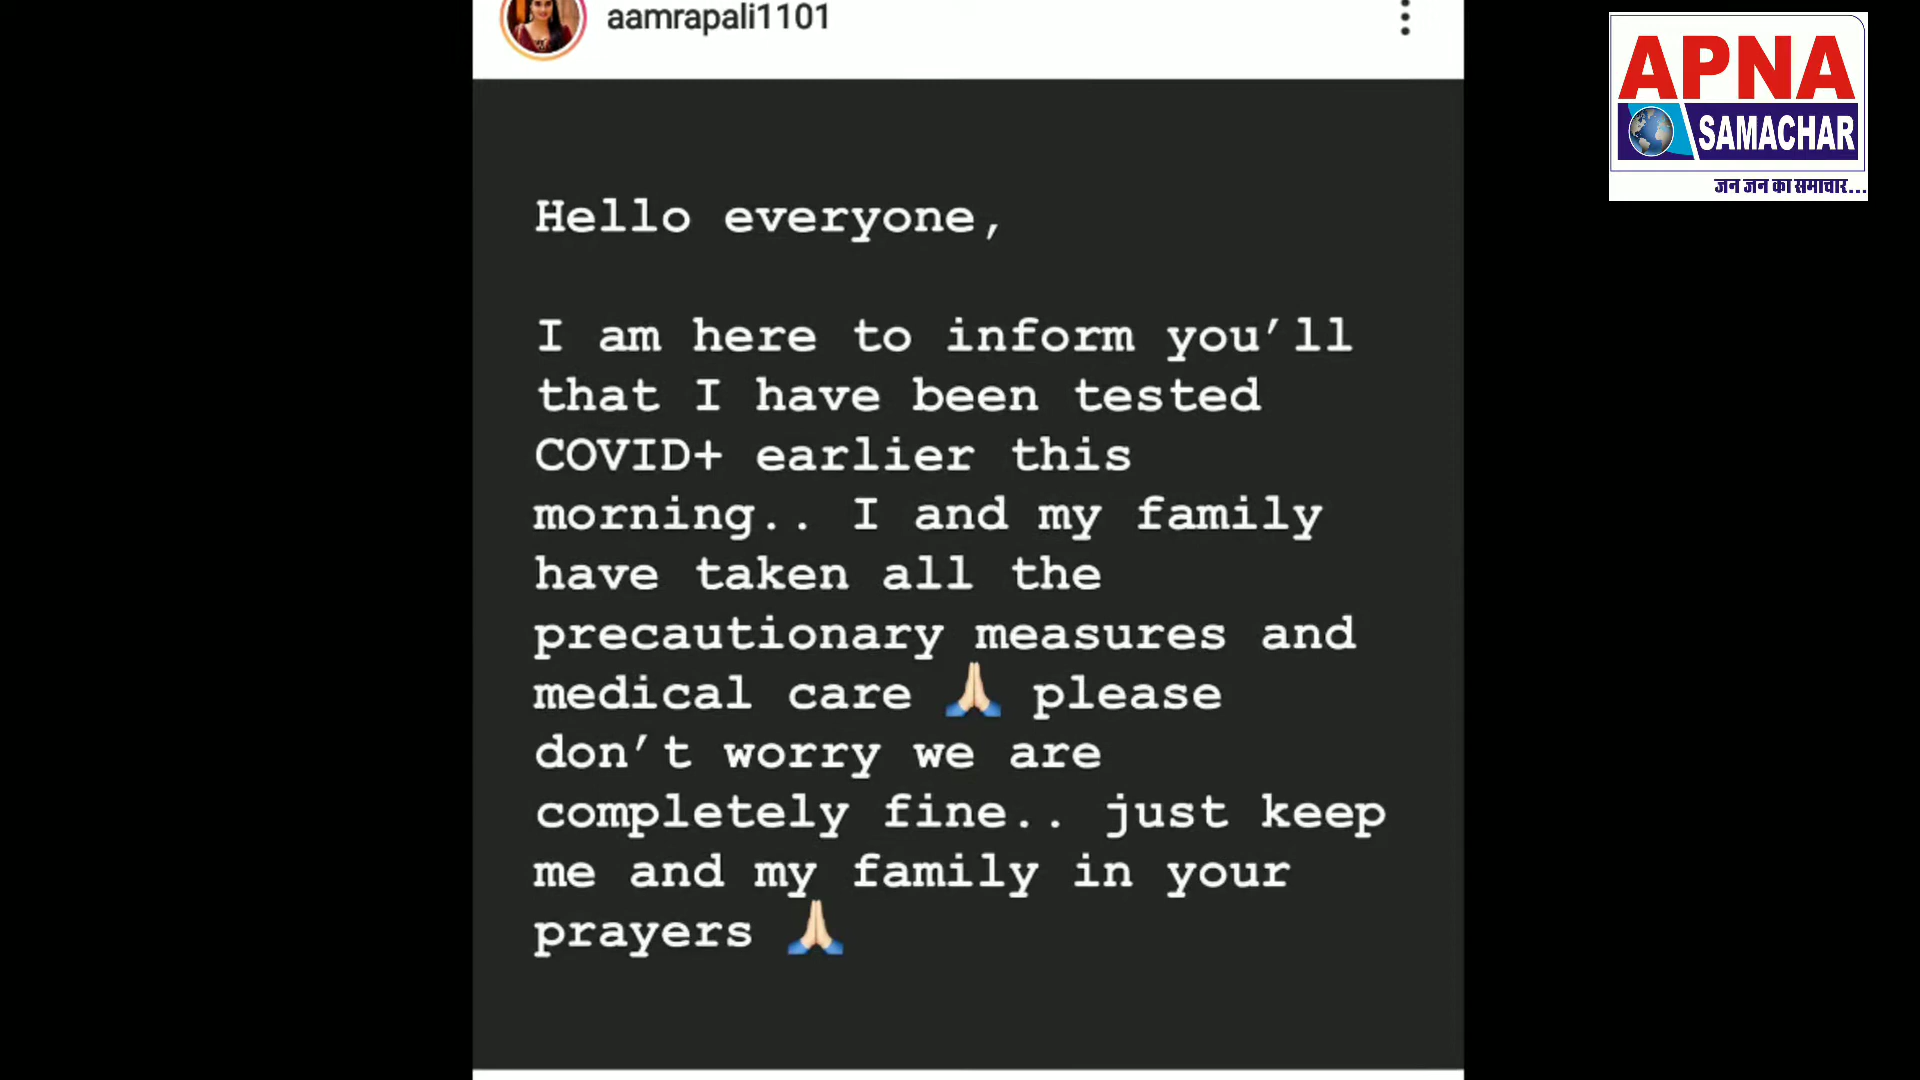 aamrapali1101
APNA
SAMACHAR
जन जन का समाचार...
Hello everyone,
I am here to inform you’ll
that I have been tested
COVID+ earlier this
morning.. I and my family
have taken all the
precautionary measures and
medical care 🙏🏻 please
don’t worry we are
completely fine.. just keep
me and my family in your
prayers 🙏🏻